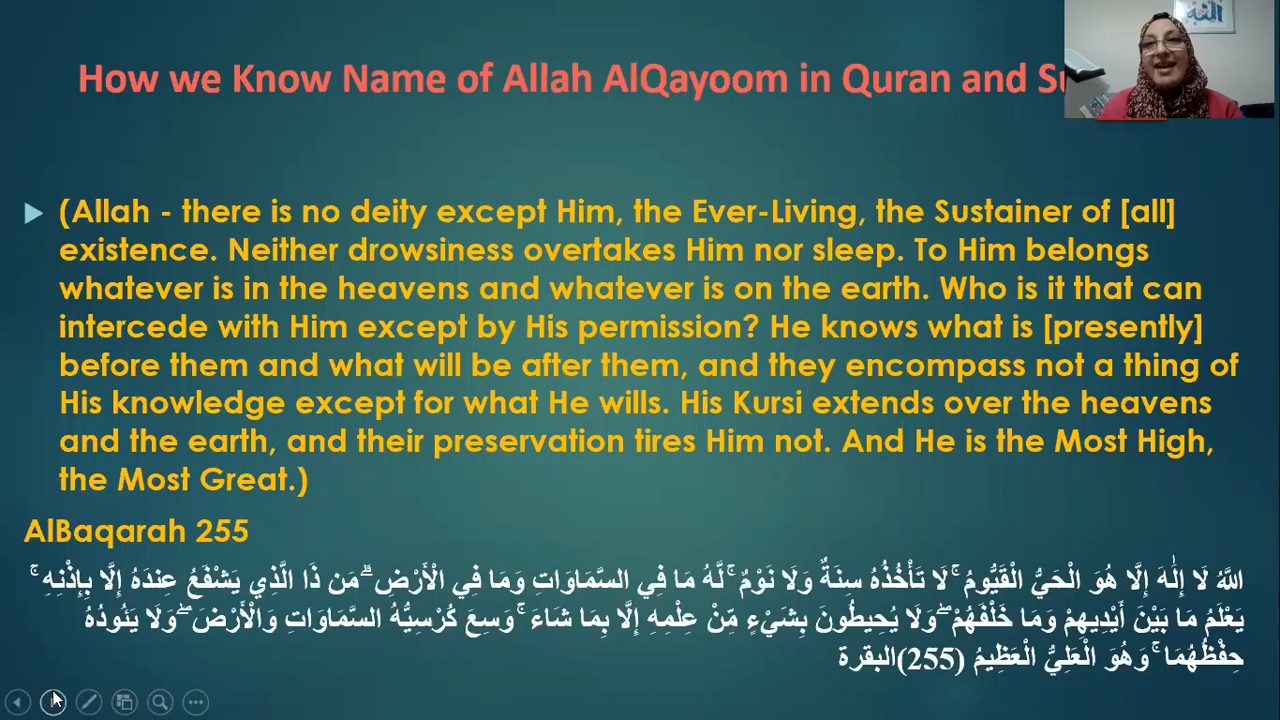 How we Know Name of Allah AlQayoom in Quran and
(Allah - there is no deity except Him, the Ever-Living, the Sustainer of [all]
existence. Neither drowsiness overtakes Him nor sleep. To Him belongs
whatever is in the heavens and whatever is on the earth. Who is it that can
intercede with Him except by His permission? He knows what is [presently]
before them and what will be after them, and they encompass not a thing of
His knowledge except for what He wills. His Kursi extends over the heavens
and the earth, and their preservation tires Him not. And He is the Most High,
the Most Great.)
AlBaqarah 255
اللَّهُ لَا إِلَٰهَ إِلَّا هُوَ الْحَيُّ الْقَيُّومُ ۚ لَا تَأْخُذُهُ سِنَةٌ وَلَا نَوْمٌ ۚ لَّهُ مَا فِي السَّمَاوَاتِ وَمَا فِي الْأَرْضِ ۗ مَن ذَا الَّذِي يَشْفَعُ عِندَهُ إِلَّا بِإِذْنِهِ ۚ
يَعْلَمُ مَا بَيْنَ أَيْدِيهِمْ وَمَا خَلْفَهُمْ ۖ وَلَا يُحِيطُونَ بِشَيْءٍ مِّنْ عِلْمِهِ إِلَّا بِمَا شَاءَ ۚ وَسِعَ كُرْسِيُّهُ السَّمَاوَاتِ وَالْأَرْضَ ۖ وَلَا يَئُودُهُ
حِفْظُهُمَا ۚ وَهُوَ الْعَلِيُّ الْعَظِيمُ (255)البقرة
الله